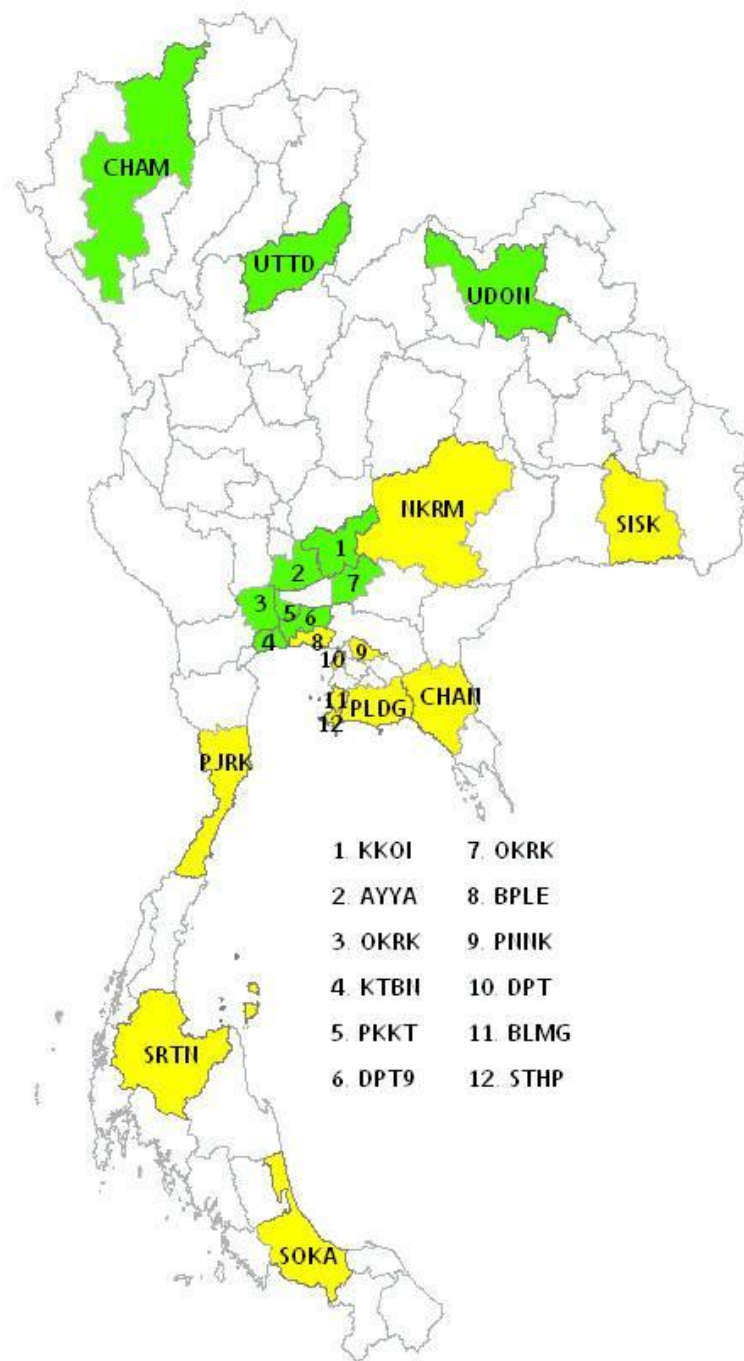 CHAM
UTTD
UDON
NKRM
SISK
1
2
7
3
5
6
4
8
10
9
11
PLDG
CHAN
12
PJRK
1. KKOI
7. OKRK
2. AYYA
8. BPLE
3. OKRK
9. PNNK
4. KTBN
10. DPT
5. PKKT
11. BLMG
6. DPT9
12. STHP
SRTN
SOKA